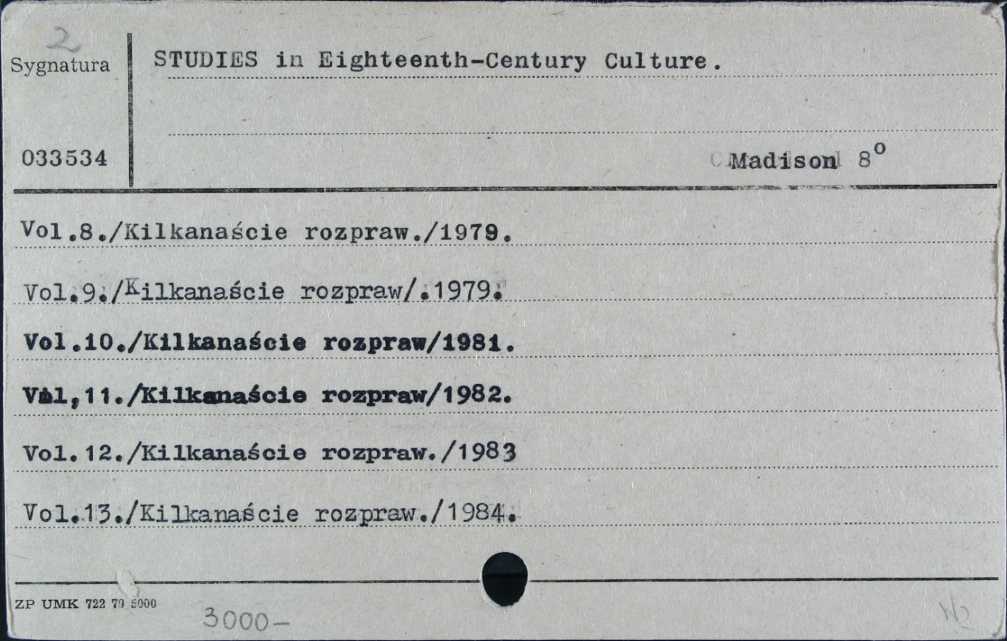 2
Sygnatura
STUDIES in Eighteenth-Century Culture.
033534
Madison 8°
Vol.8./Kilkanaście rozpraw./1979.
Vol.9./Kilkanaście rozpraw/.1979.
Vol.10./Kilkanaście rozpraw/1981.
Vol,11./Kilkanaście rozpraw/1982.
Vol.12./Kilkanaście rozpraw./1983
Vol.13./Kilkanaście rozpraw./1984.
ZP UMK 722 79 5000
3000-